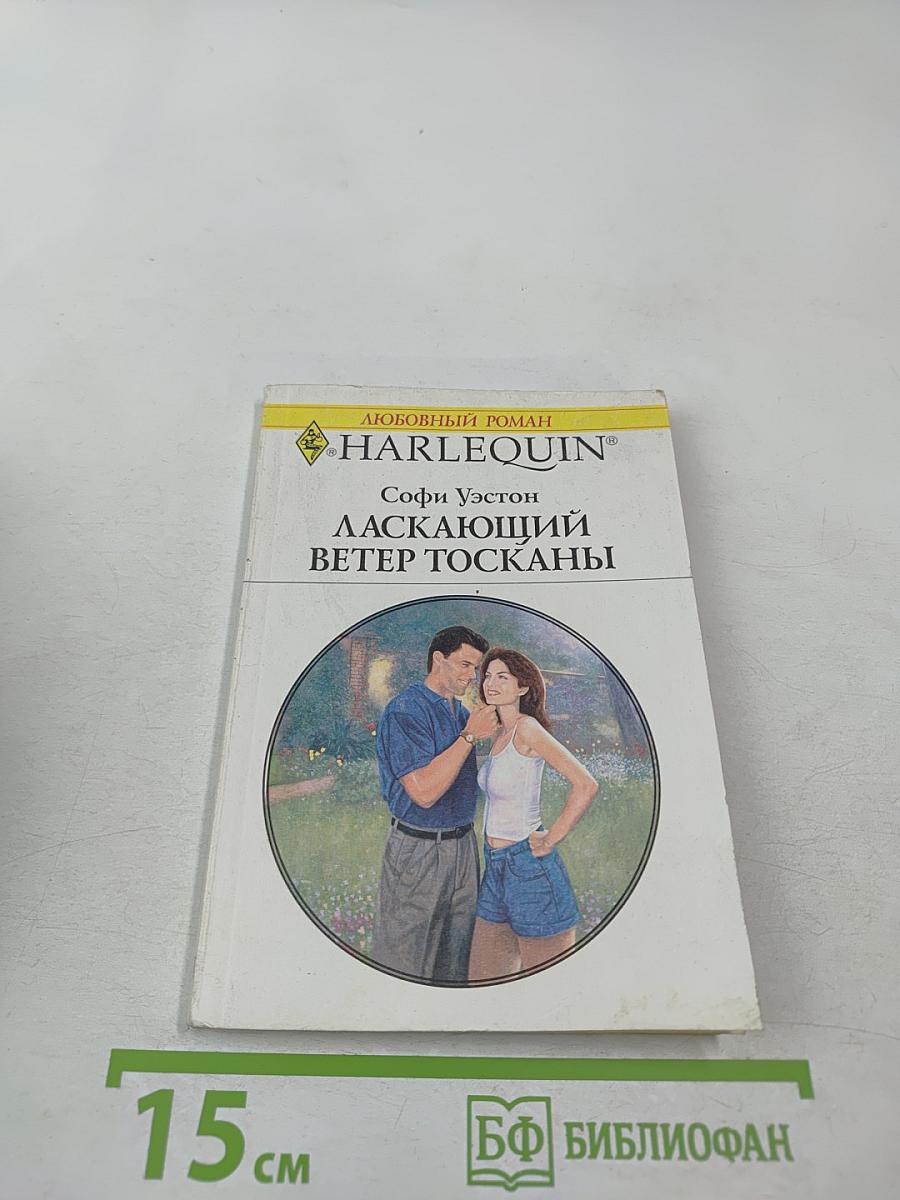 ЛЮБОВНЫЙ РОМАН
® HARLEQUIN®
Софи Уэстон
ЛАСКАЮЩИЙ
ВЕТЕР ТОСКАНЫ
15 см
БФ БИБЛИОФАН